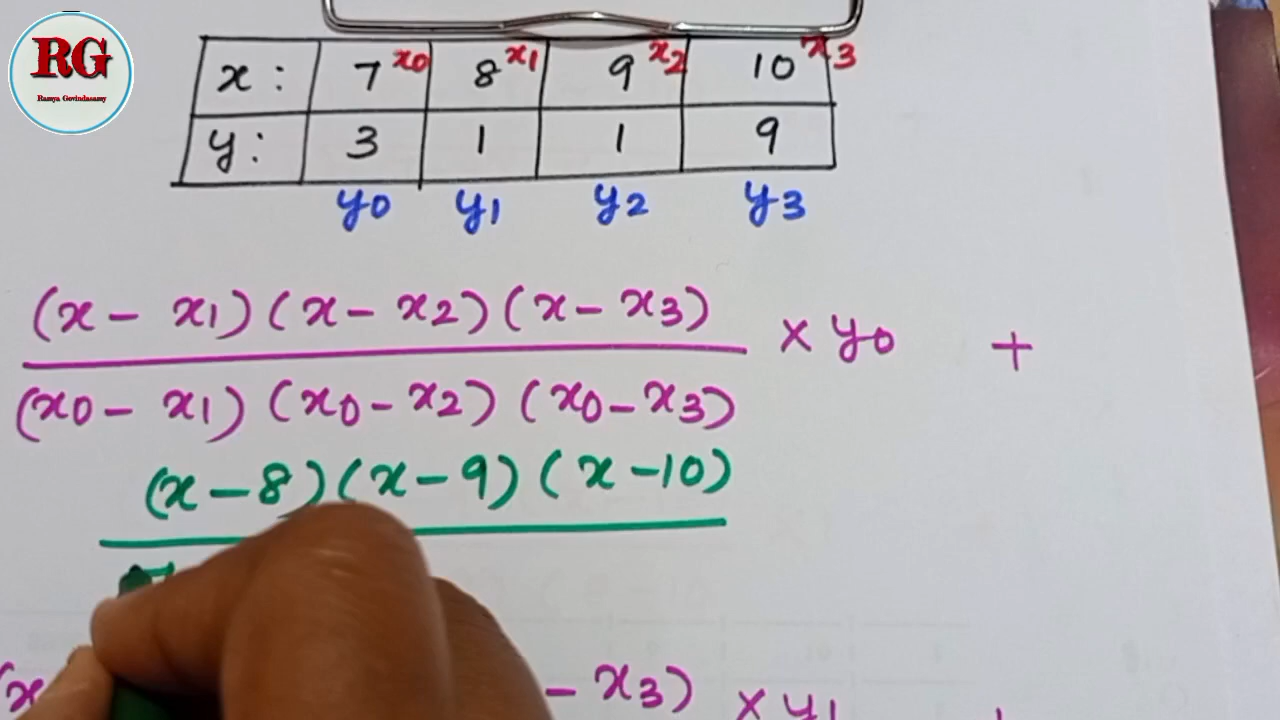 RG
Ramya Govindasamy
x : 7 x0 8 x1 9 x2 10 x3
y : 3 1 1 9
y0 y1 y2 y3
(x - x1) (x - x2) (x - x3)
× y0 +
(x0 - x1) (x0 - x2) (x0 - x3)
(x - 8) (x - 9) (x - 10)
- x3) × y1